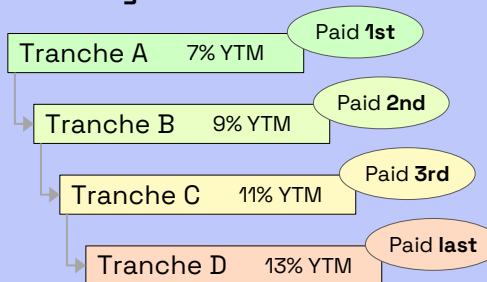 Paid 1st
Tranche A 7% YTM
Paid 2nd
Tranche B 9% YTM
Paid 3rd
Tranche C 11% YTM
Paid last
Tranche D 13% YTM